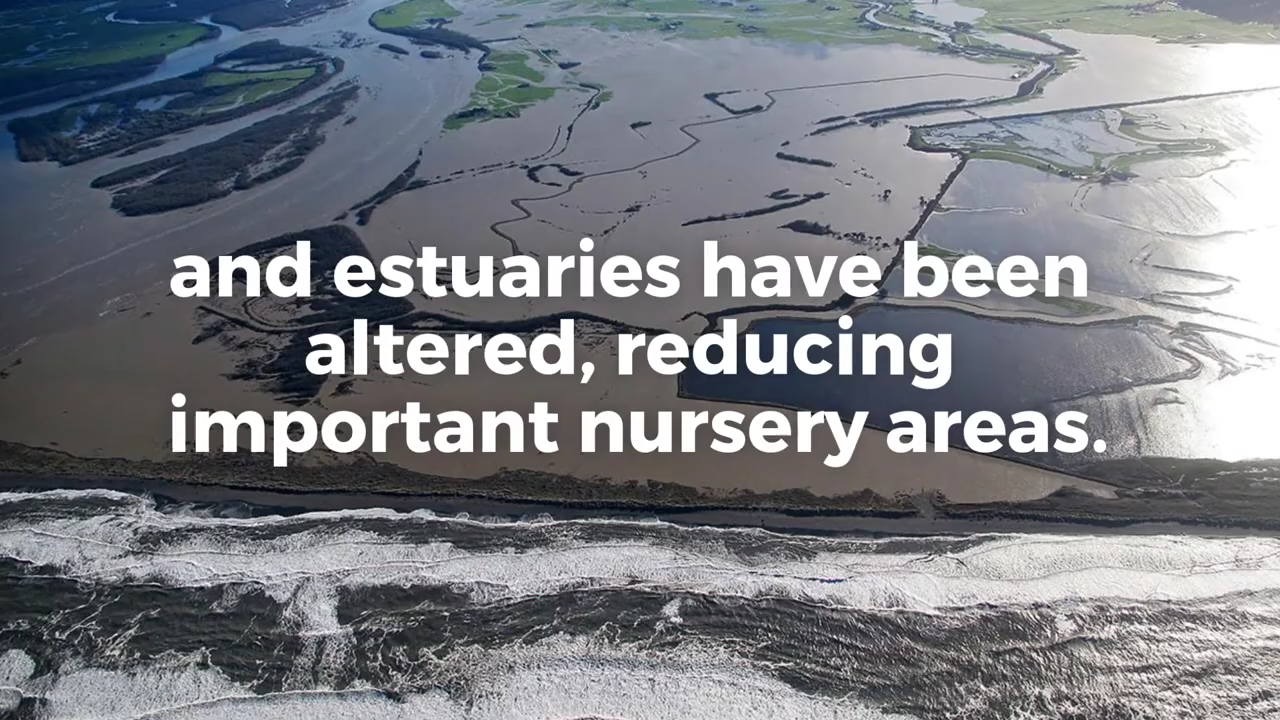 and estuaries have been
altered, reducing
important nursery areas.